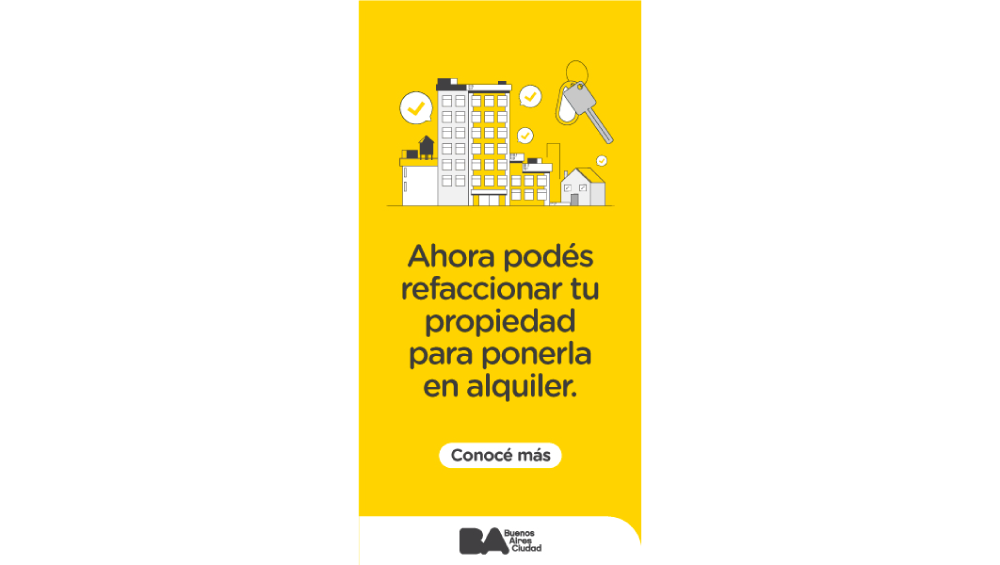 Ahora podés
refaccionar tu
propiedad
para ponerla
en alquiler.
Conocé más
BA
Buenos
Aires
Ciudad